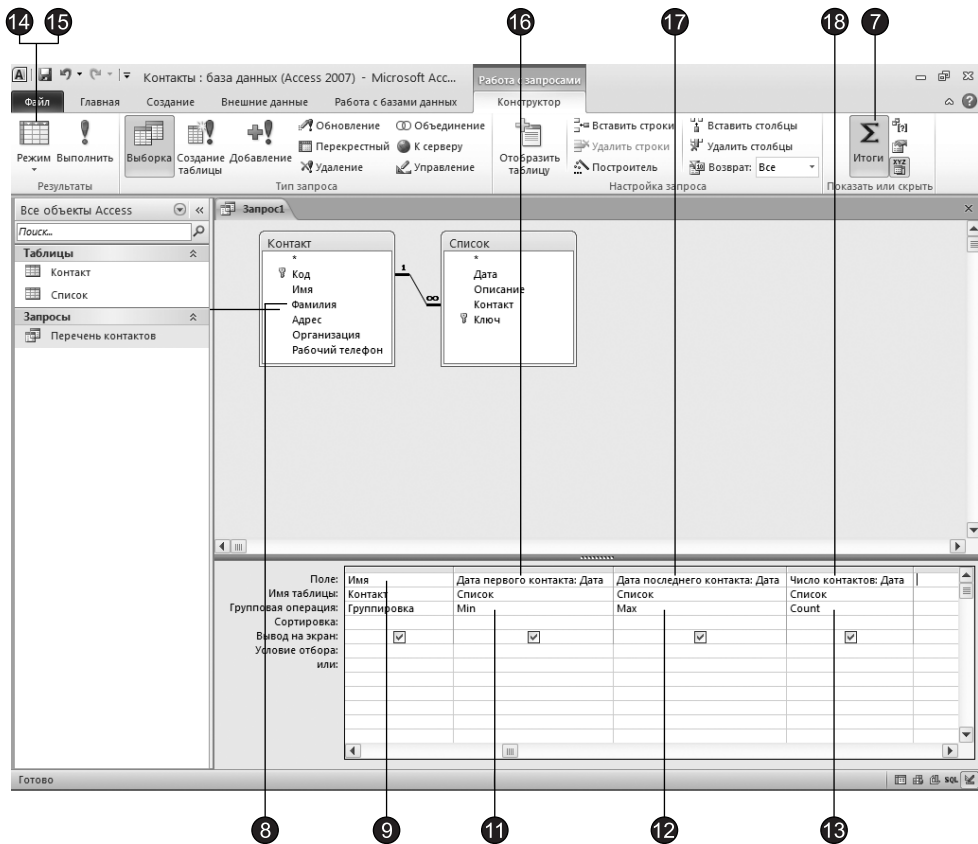 14 15 16 17 18 7
A Контакты : база данных (Access 2007) - Microsoft Acc... Работа с запросами
Файл Главная Создание Внешние данные Работа с базами данных Конструктор
Режим Выполнить Выборка Создание таблицы Добавление
Обновление Объединение
Перекрестный К серверу
Удаление Управление
Отобразить таблицу
Вставить строки Вставить столбцы
Удалить строки Удалить столбцы
Построитель Возврат: Все
Итоги
XYZ
Результаты Тип запроса Настройка запроса Показать или скрыть
Все объекты Access «
Поиск...
Таблицы
Контакт
Список
Запросы
Перечень контактов
Запрос1
Контакт
*
Код
Имя
Фамилия
Адрес
Организация
Рабочий телефон
1 ∞
Список
*
Дата
Описание
Контакт
Ключ
Поле: Имя Дата первого контакта: Дата Дата последнего контакта: Дата Число контактов: Дата
Имя таблицы: Контакт Список Список Список
Групповая операция: Группировка Min Max Count
Сортировка:
Вывод на экран:
Условие отбора:
или:
Готово SQL
8 9 11 12 13